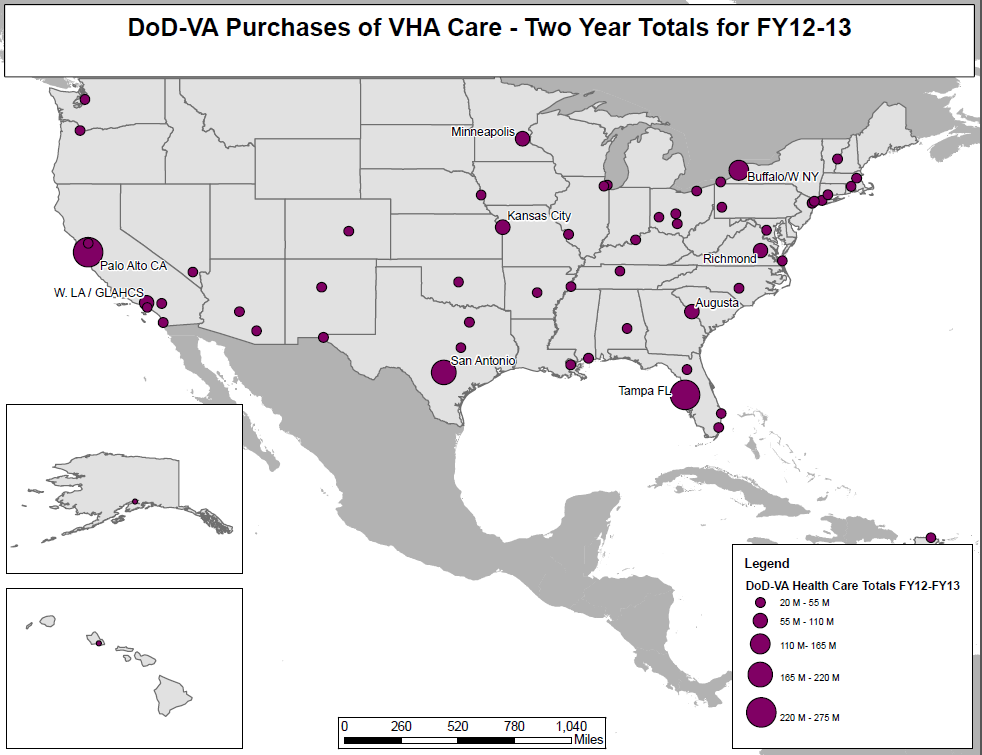 DoD-VA Purchases of VHA Care - Two Year Totals for FY12-13
Minneapolis
Buffalo/W NY
Kansas City
Richmond
Palo Alto CA
W. LA / GLAHCS
Augusta
San Antonio
Tampa FL
Legend
DoD-VA Health Care Totals FY12-FY13
20 M - 55 M
55 M - 110 M
110 M- 165 M
165 M - 220 M
220 M - 275 M
0 260 520 780 1,040
Miles